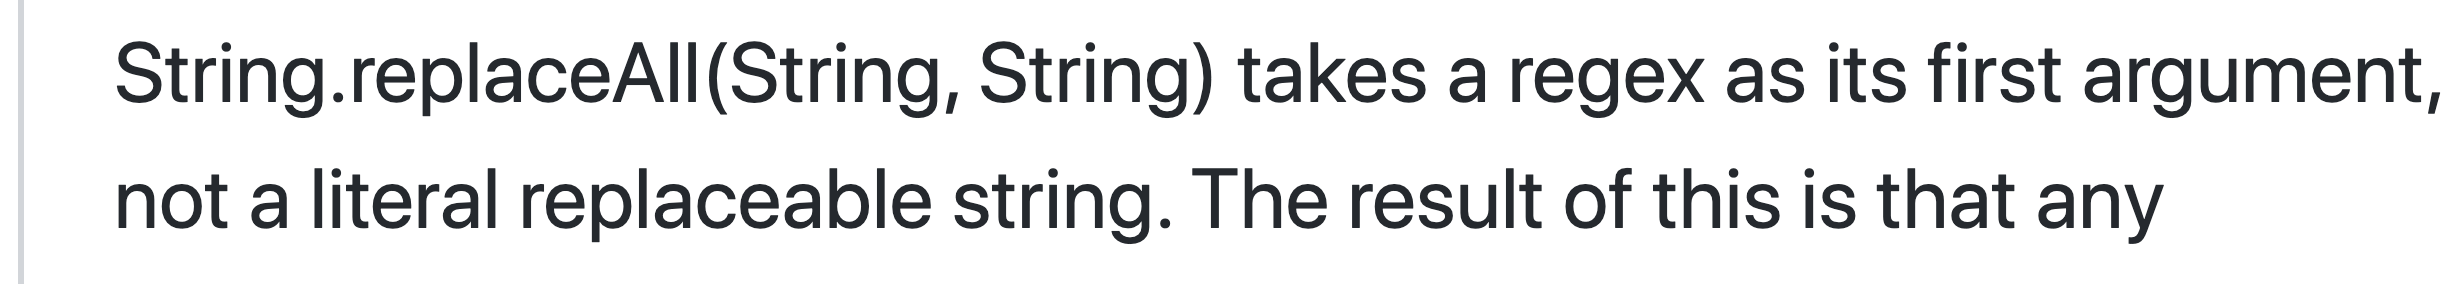 String.replaceAll(String, String) takes a regex as its first argument,
not a literal replaceable string. The result of this is that any